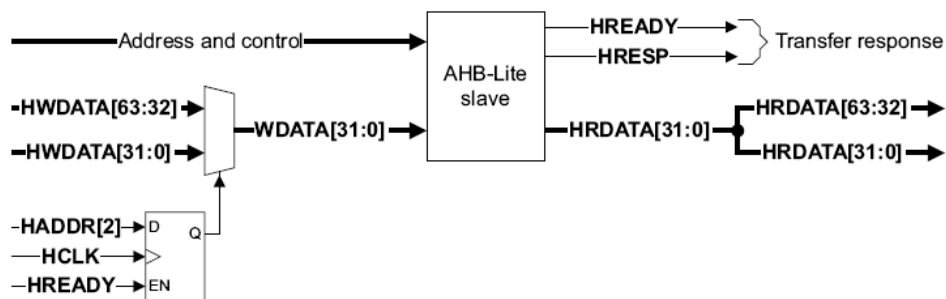 Address and control
HREADY
HRESP
Transfer response
AHB-Lite
slave
HWDATA[63:32]
HWDATA[31:0]
WDATA[31:0]
HRDATA[31:0]
HRDATA[63:32]
HRDATA[31:0]
HADDR[2]
D
Q
HCLK
HREADY
EN